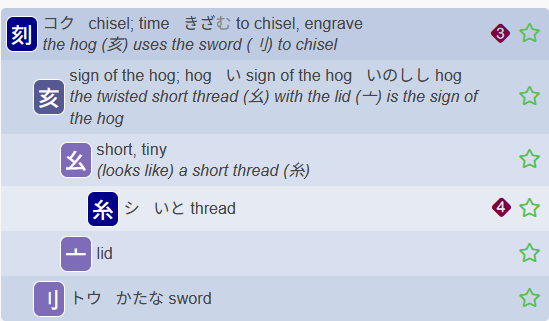 刻 コク chisel; time きざむ to chisel, engrave 3
the hog (亥) uses the sword (刂) to chisel
亥 sign of the hog; hog い sign of the hog いのしし hog
the twisted short thread (幺) with the lid (亠) is the sign of
the hog
幺 short, tiny
(looks like) a short thread (糸)
糸 シ いと thread 4
亠 lid
刂 トウ かたな sword